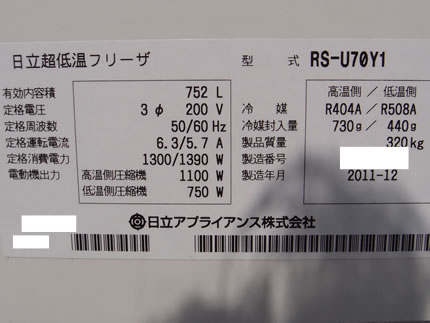 日立超低温フリーザ 型式 RS-U70Y1
有効内容積 752 L 高温側/低温側
定格電圧 3φ 200 V 冷媒 R404A/R508A
定格周波数 50/60 Hz 冷媒封入量 730g/440g
定格運転電流 6.3/5.7 A 製品質量 320kg
定格消費電力 1300/1390 W 製造番号
電動機出力 高温側圧縮機 1100 W 製造年月 2011-12
低温側圧縮機 750 W
日立アプライアンス株式会社